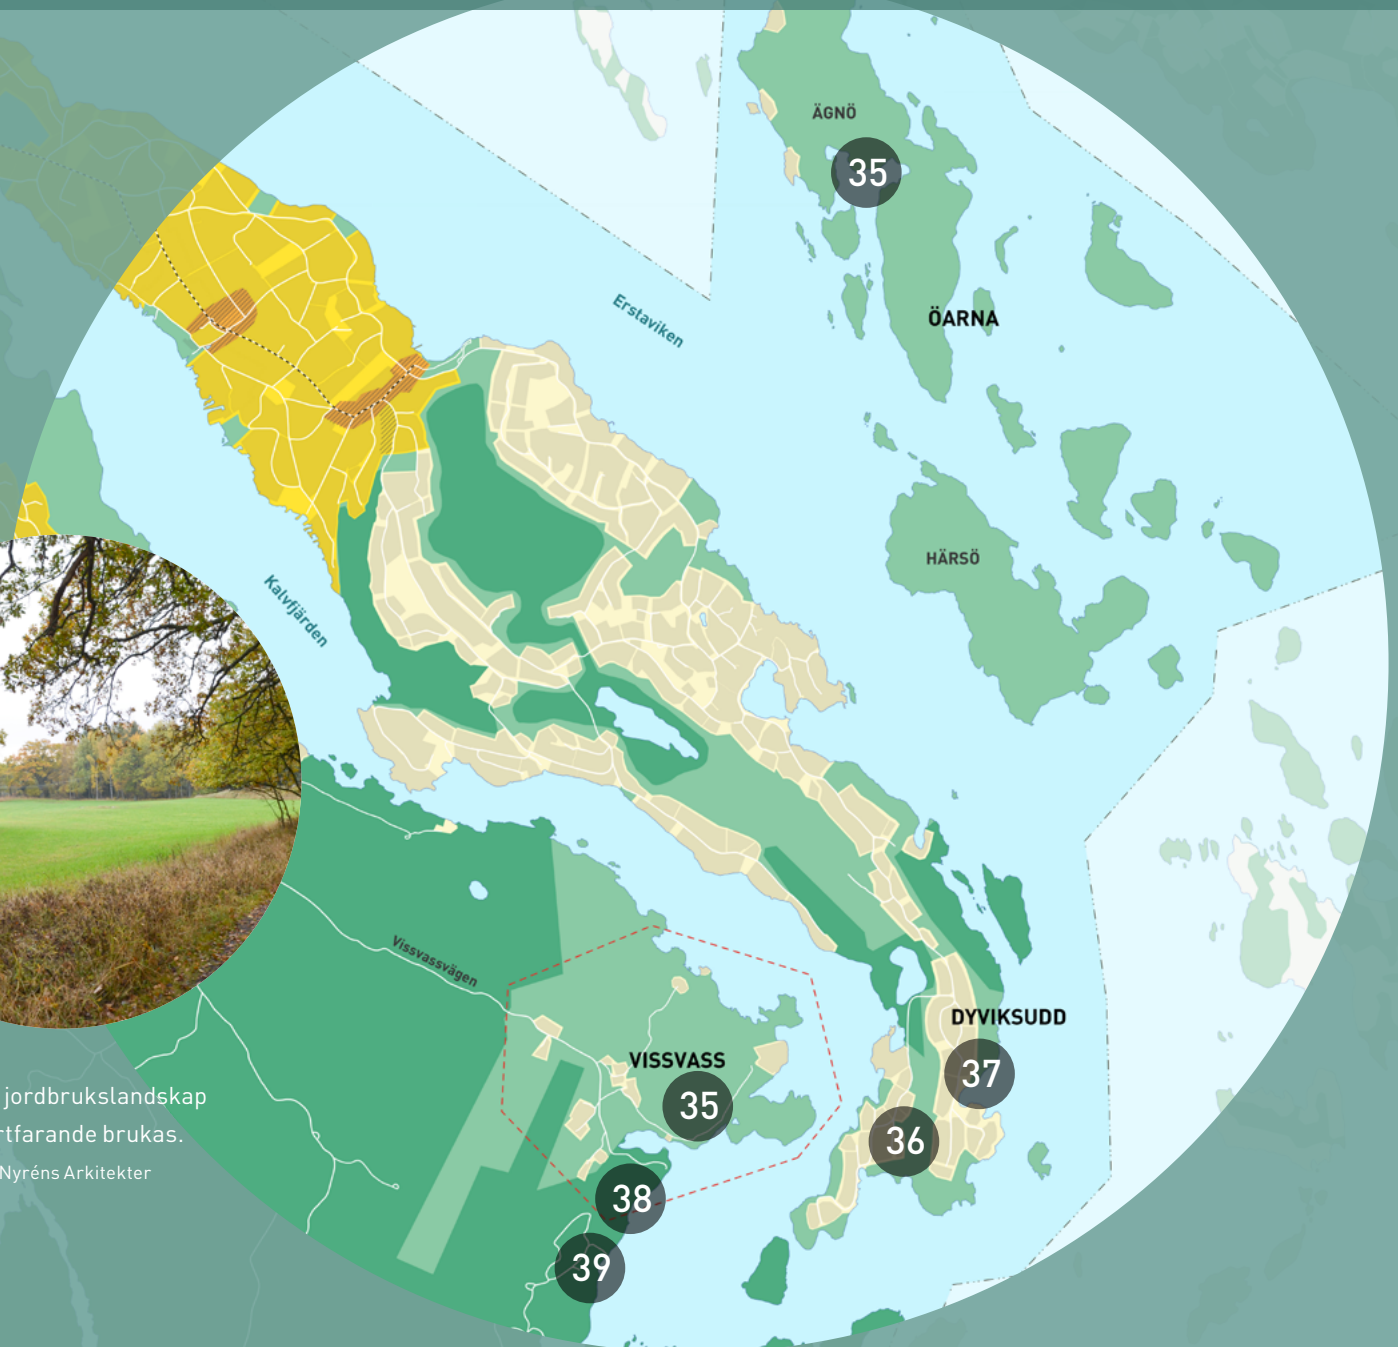 ÄGNÖ
35
Erstaviken
ÖARNA
HÄRSÖ
Kalvfjärden
Vissvassvägen
DYVIKSUDD
VISSVASS
37
35
36
38
39
jordbrukslandskap
rtfarande brukas.
Nyréns Arkitekter